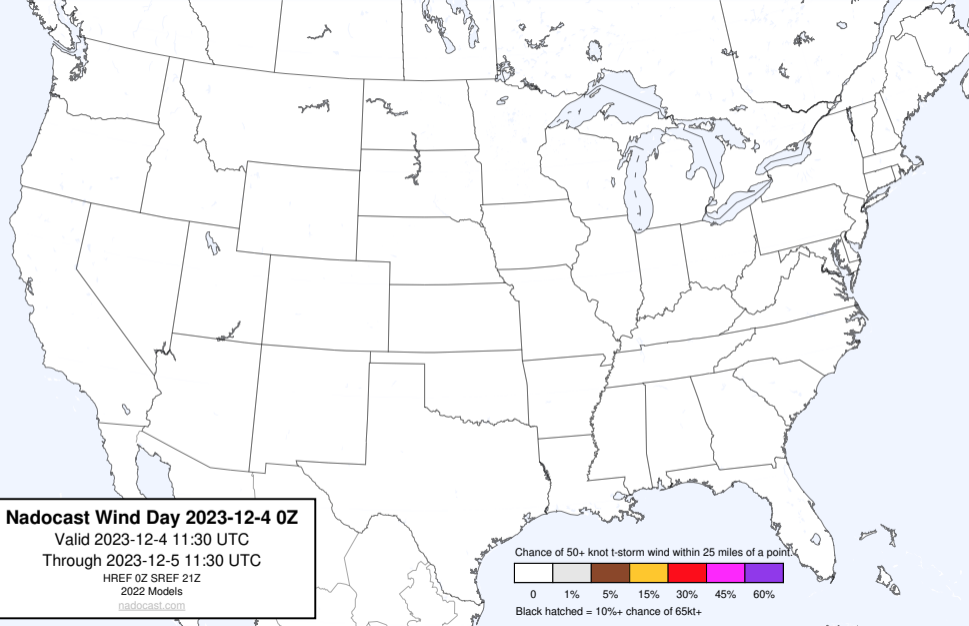 Nadocast Wind Day 2023-12-4 0Z
Valid 2023-12-4 11:30 UTC
Through 2023-12-5 11:30 UTC
HREF 0Z SREF 21Z
2022 Models
nadocast.com
Chance of 50+ knot t-storm wind within 25 miles of a point.
0 1% 5% 15% 30% 45% 60%
Black hatched = 10%+ chance of 65kt+